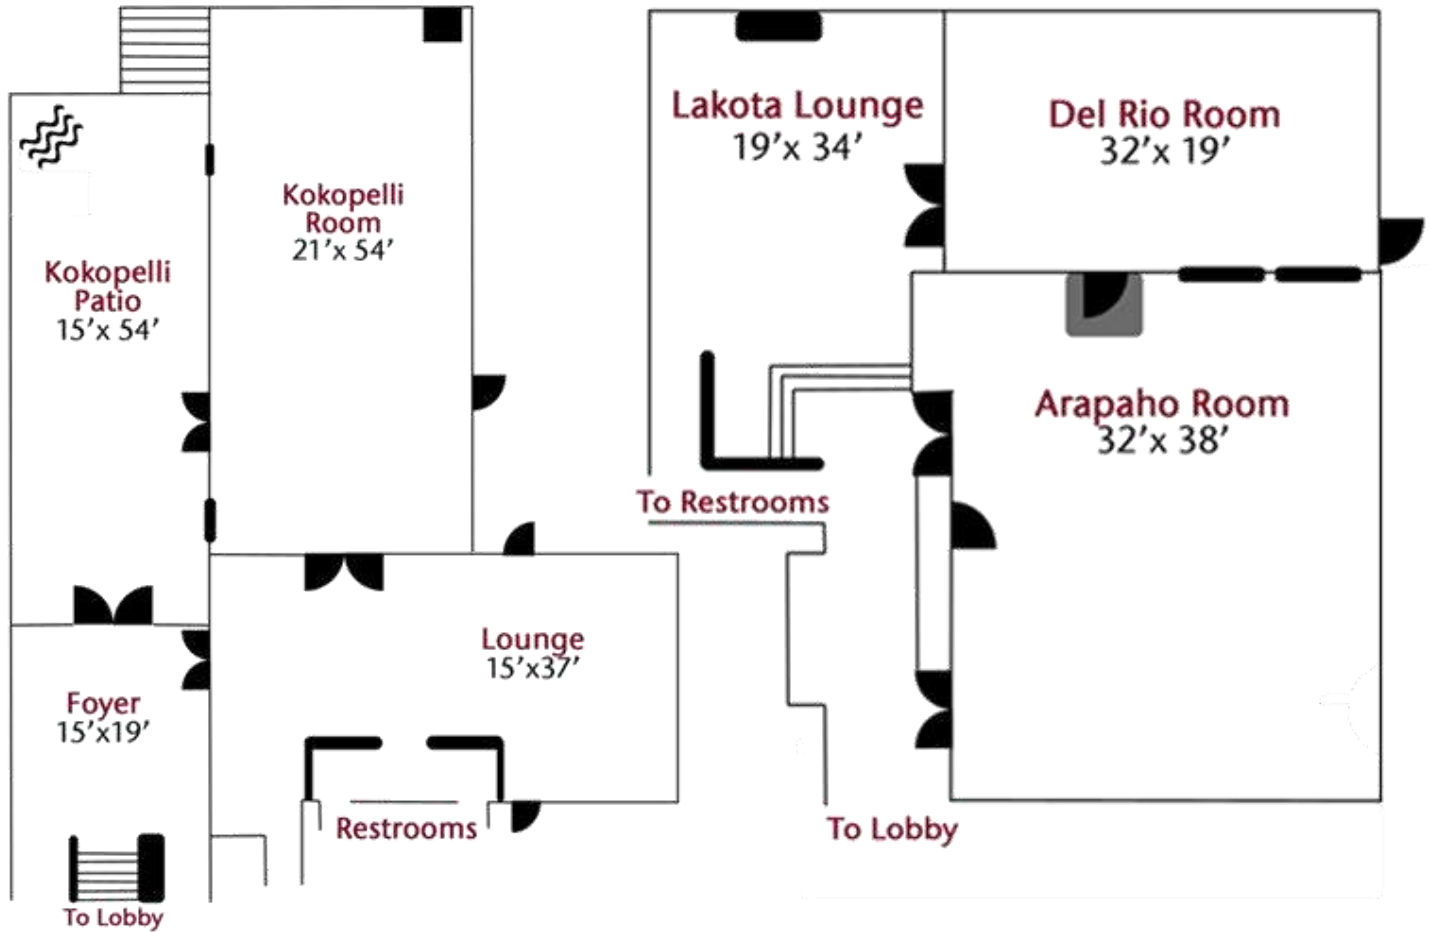 Kokopelli
Room
21'x 54'
Kokopelli
Patio
15'x 54'
Lounge
15'x37'
Foyer
15'x19'
Restrooms
To Lobby
Lakota Lounge
19'x 34'
Del Rio Room
32'x 19'
Arapaho Room
32'x 38'
To Restrooms
To Lobby